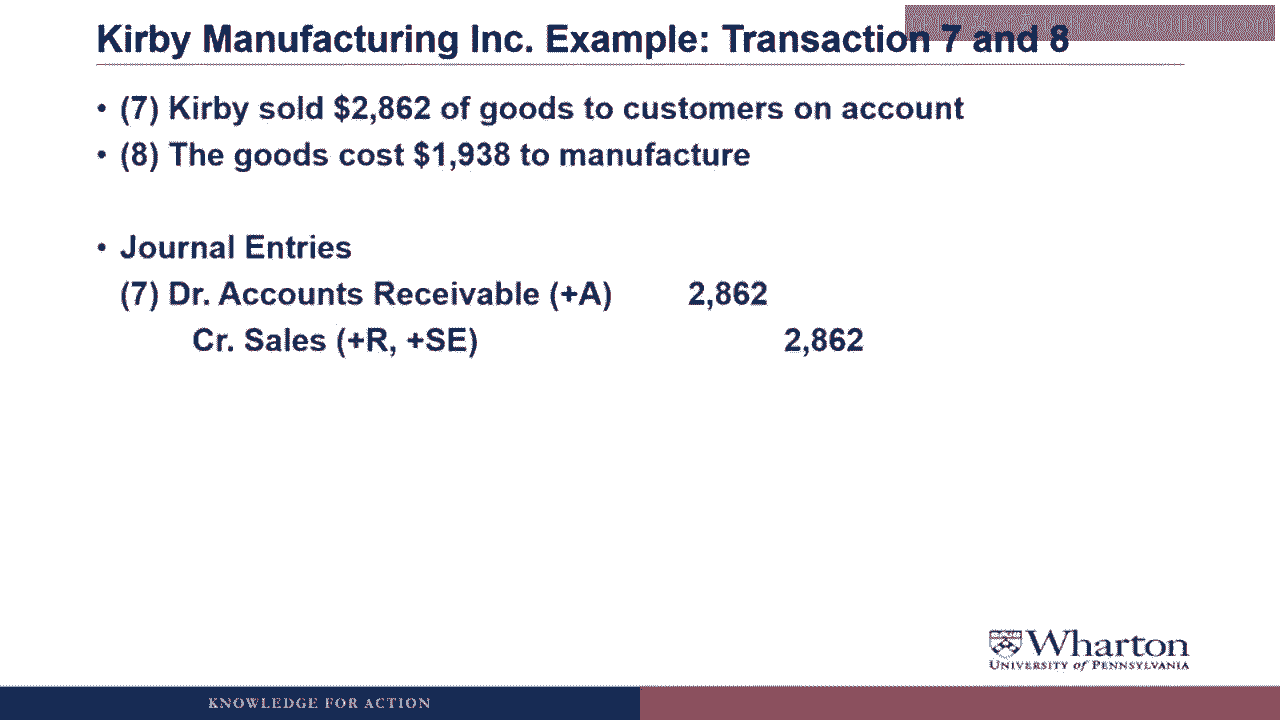 Kirby Manufacturing Inc. Example: Transaction 7 and 8
• (7) Kirby sold $2,862 of goods to customers on account
• (8) The goods cost $1,938 to manufacture
• Journal Entries
(7) Dr. Accounts Receivable (+A) 2,862
Cr. Sales (+R, +SE) 2,862
Wharton
UNIVERSITY of PENNSYLVANIA
KNOWLEDGE FOR ACTION